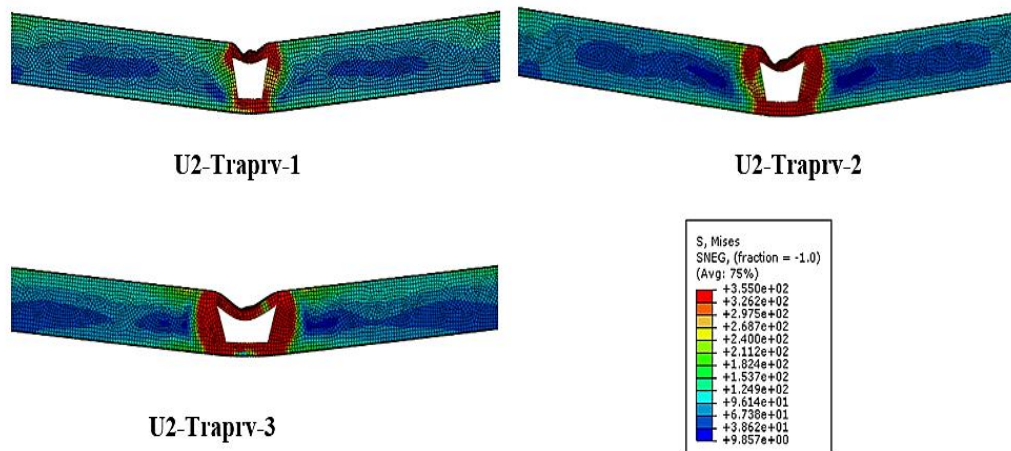 U2-Traprv-1
U2-Traprv-2
U2-Traprv-3
S, Mises
SNEG, (fraction = -1.0)
(Avg: 75%)
+3.550e+02
+3.262e+02
+2.975e+02
+2.687e+02
+2.400e+02
+2.112e+02
+1.824e+02
+1.537e+02
+1.249e+02
+9.614e+01
+6.738e+01
+3.862e+01
+9.857e+00